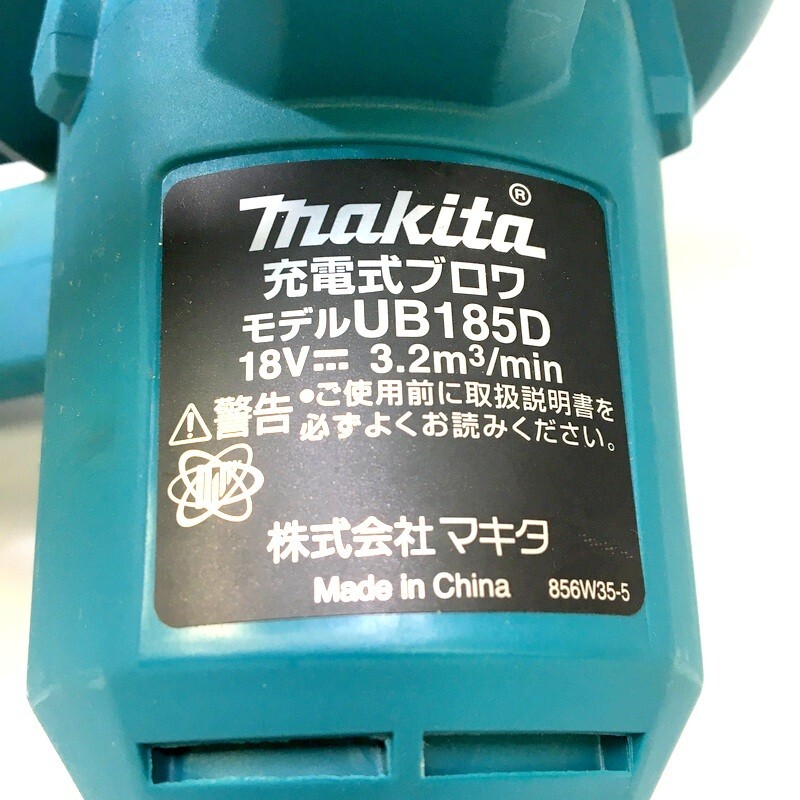 makita®
充電式ブロワ
モデルUB185D
18V⎓ 3.2m³/min
⚠警告 •ご使用前に取扱説明書を
必ずよくお読みください。
株式会社マキタ
Made in China 856W35-5